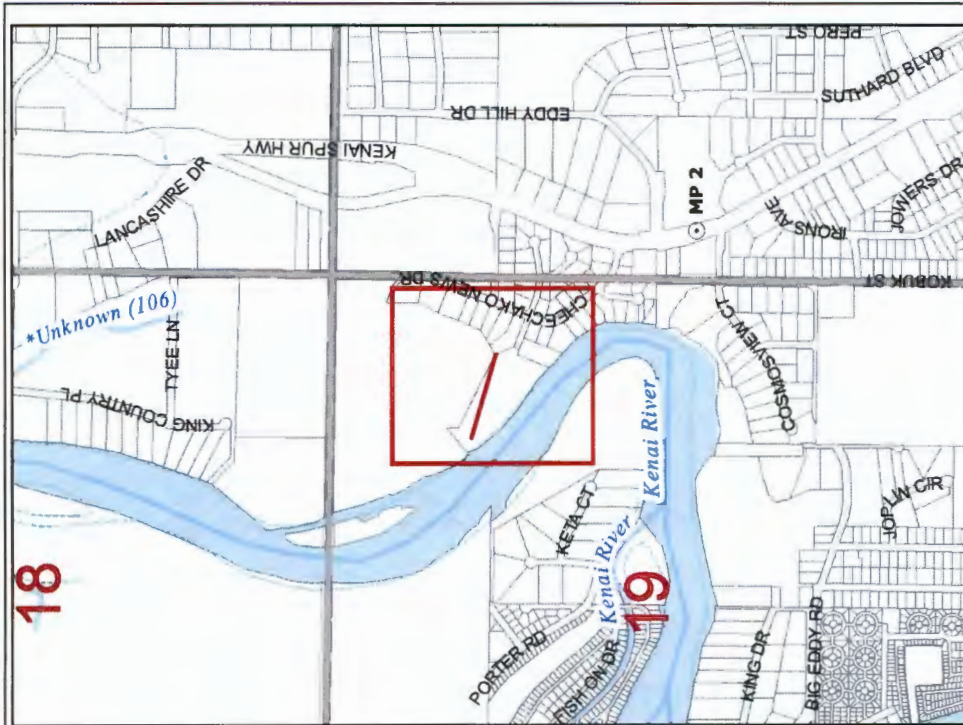 PERO ST
SUTHARD BLVD
EDDY HILL DR
KENAI SPUR HWY
LANCASHIRE DR
MP 2
IRONS AVE
JOWERS DR
KOBUK ST
CHEECHAKO NEWS DR
*Unknown (106)
TYEE LN
KING COUNTRY PL
COSMOSVIEW CT
Kenai River
KETA CT
Kenai River
JOPLIN CIR
18
19
PORTER RD
FISH ON DR
KING DR
BIG EDDY RD